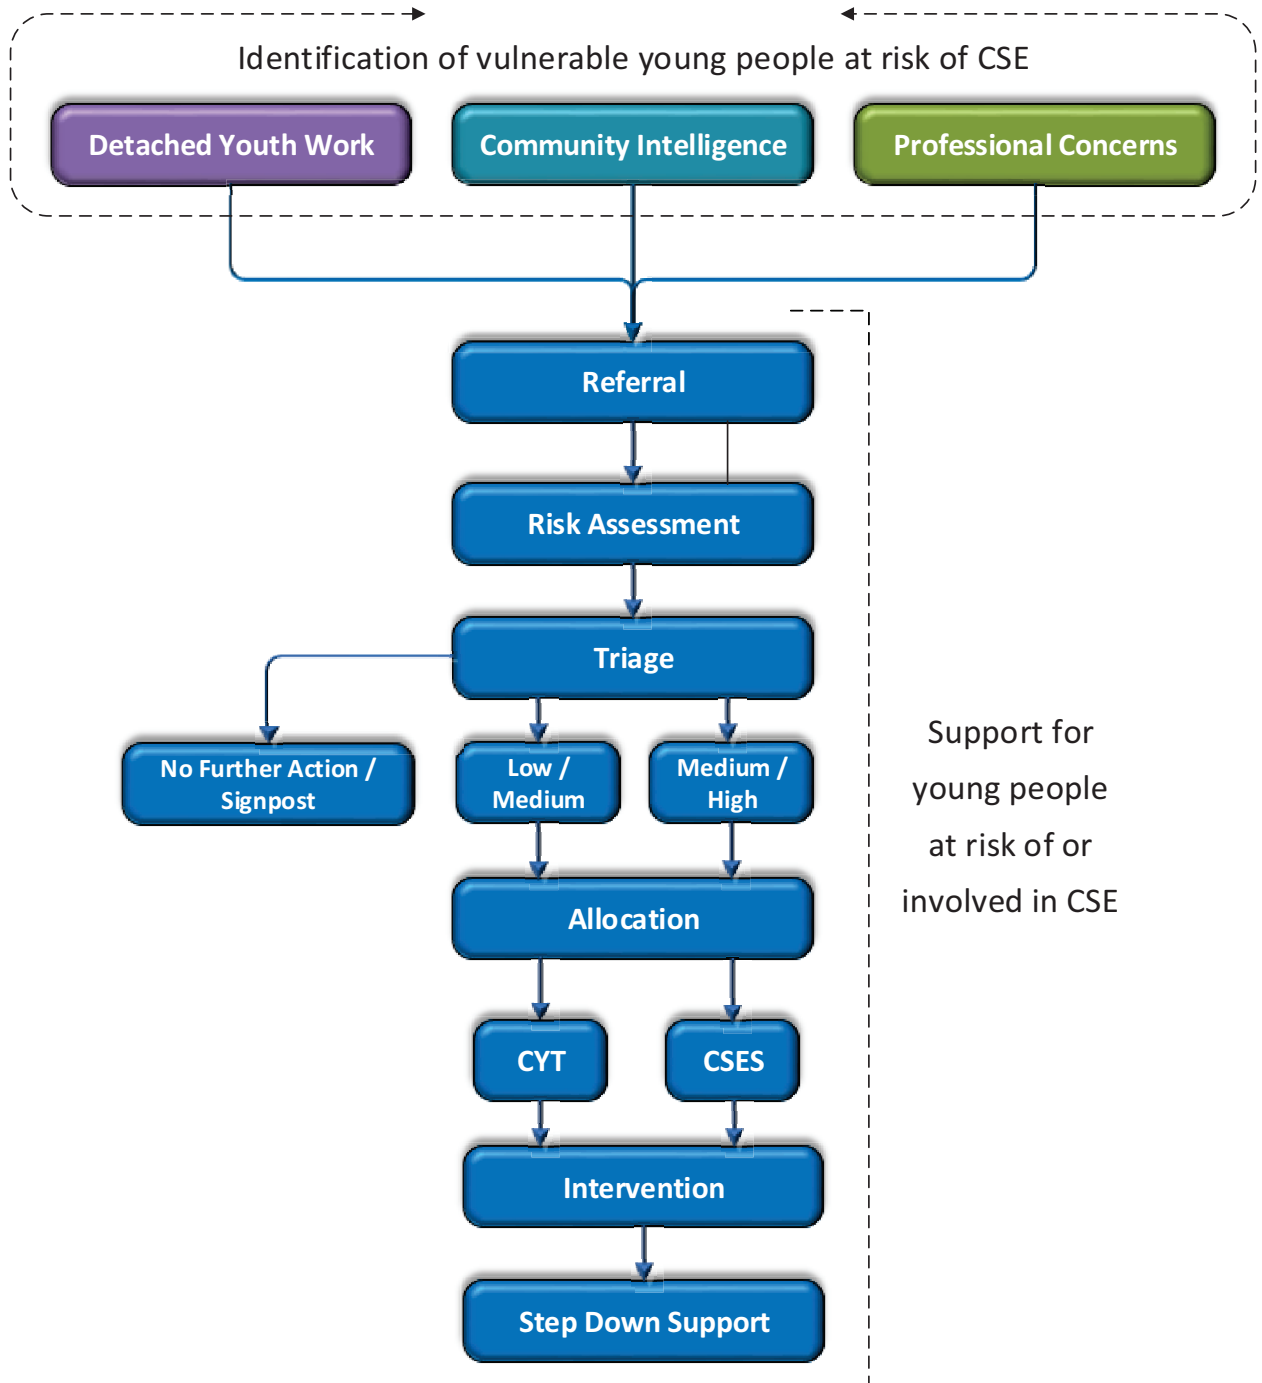 Identification of vulnerable young people at risk of CSE
Detached Youth Work
Community Intelligence
Professional Concerns
Referral
Risk Assessment
Triage
No Further Action /
Signpost
Low /
Medium
Medium /
High
Support for
young people
at risk of or
involved in CSE
Allocation
CYT
CSES
Intervention
Step Down Support